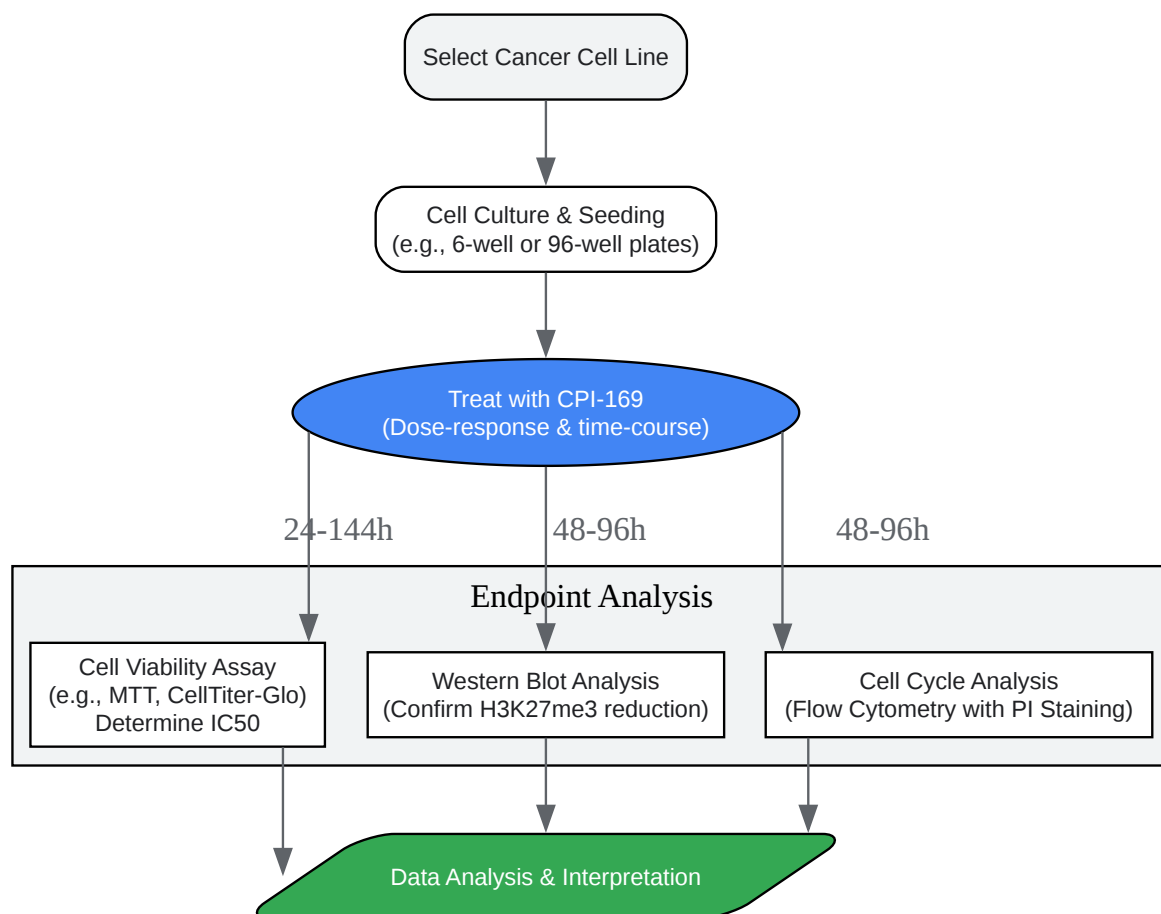 Select Cancer Cell Line
Cell Culture & Seeding
(e.g., 6-well or 96-well plates)
Treat with CPI-169
(Dose-response & time-course)
24-144h
48-96h
48-96h
Endpoint Analysis
Cell Viability Assay
(e.g., MTT, CellTiter-Glo)
Determine IC50
Western Blot Analysis
(Confirm H3K27me3 reduction)
Cell Cycle Analysis
(Flow Cytometry with PI Staining)
Data Analysis & Interpretation